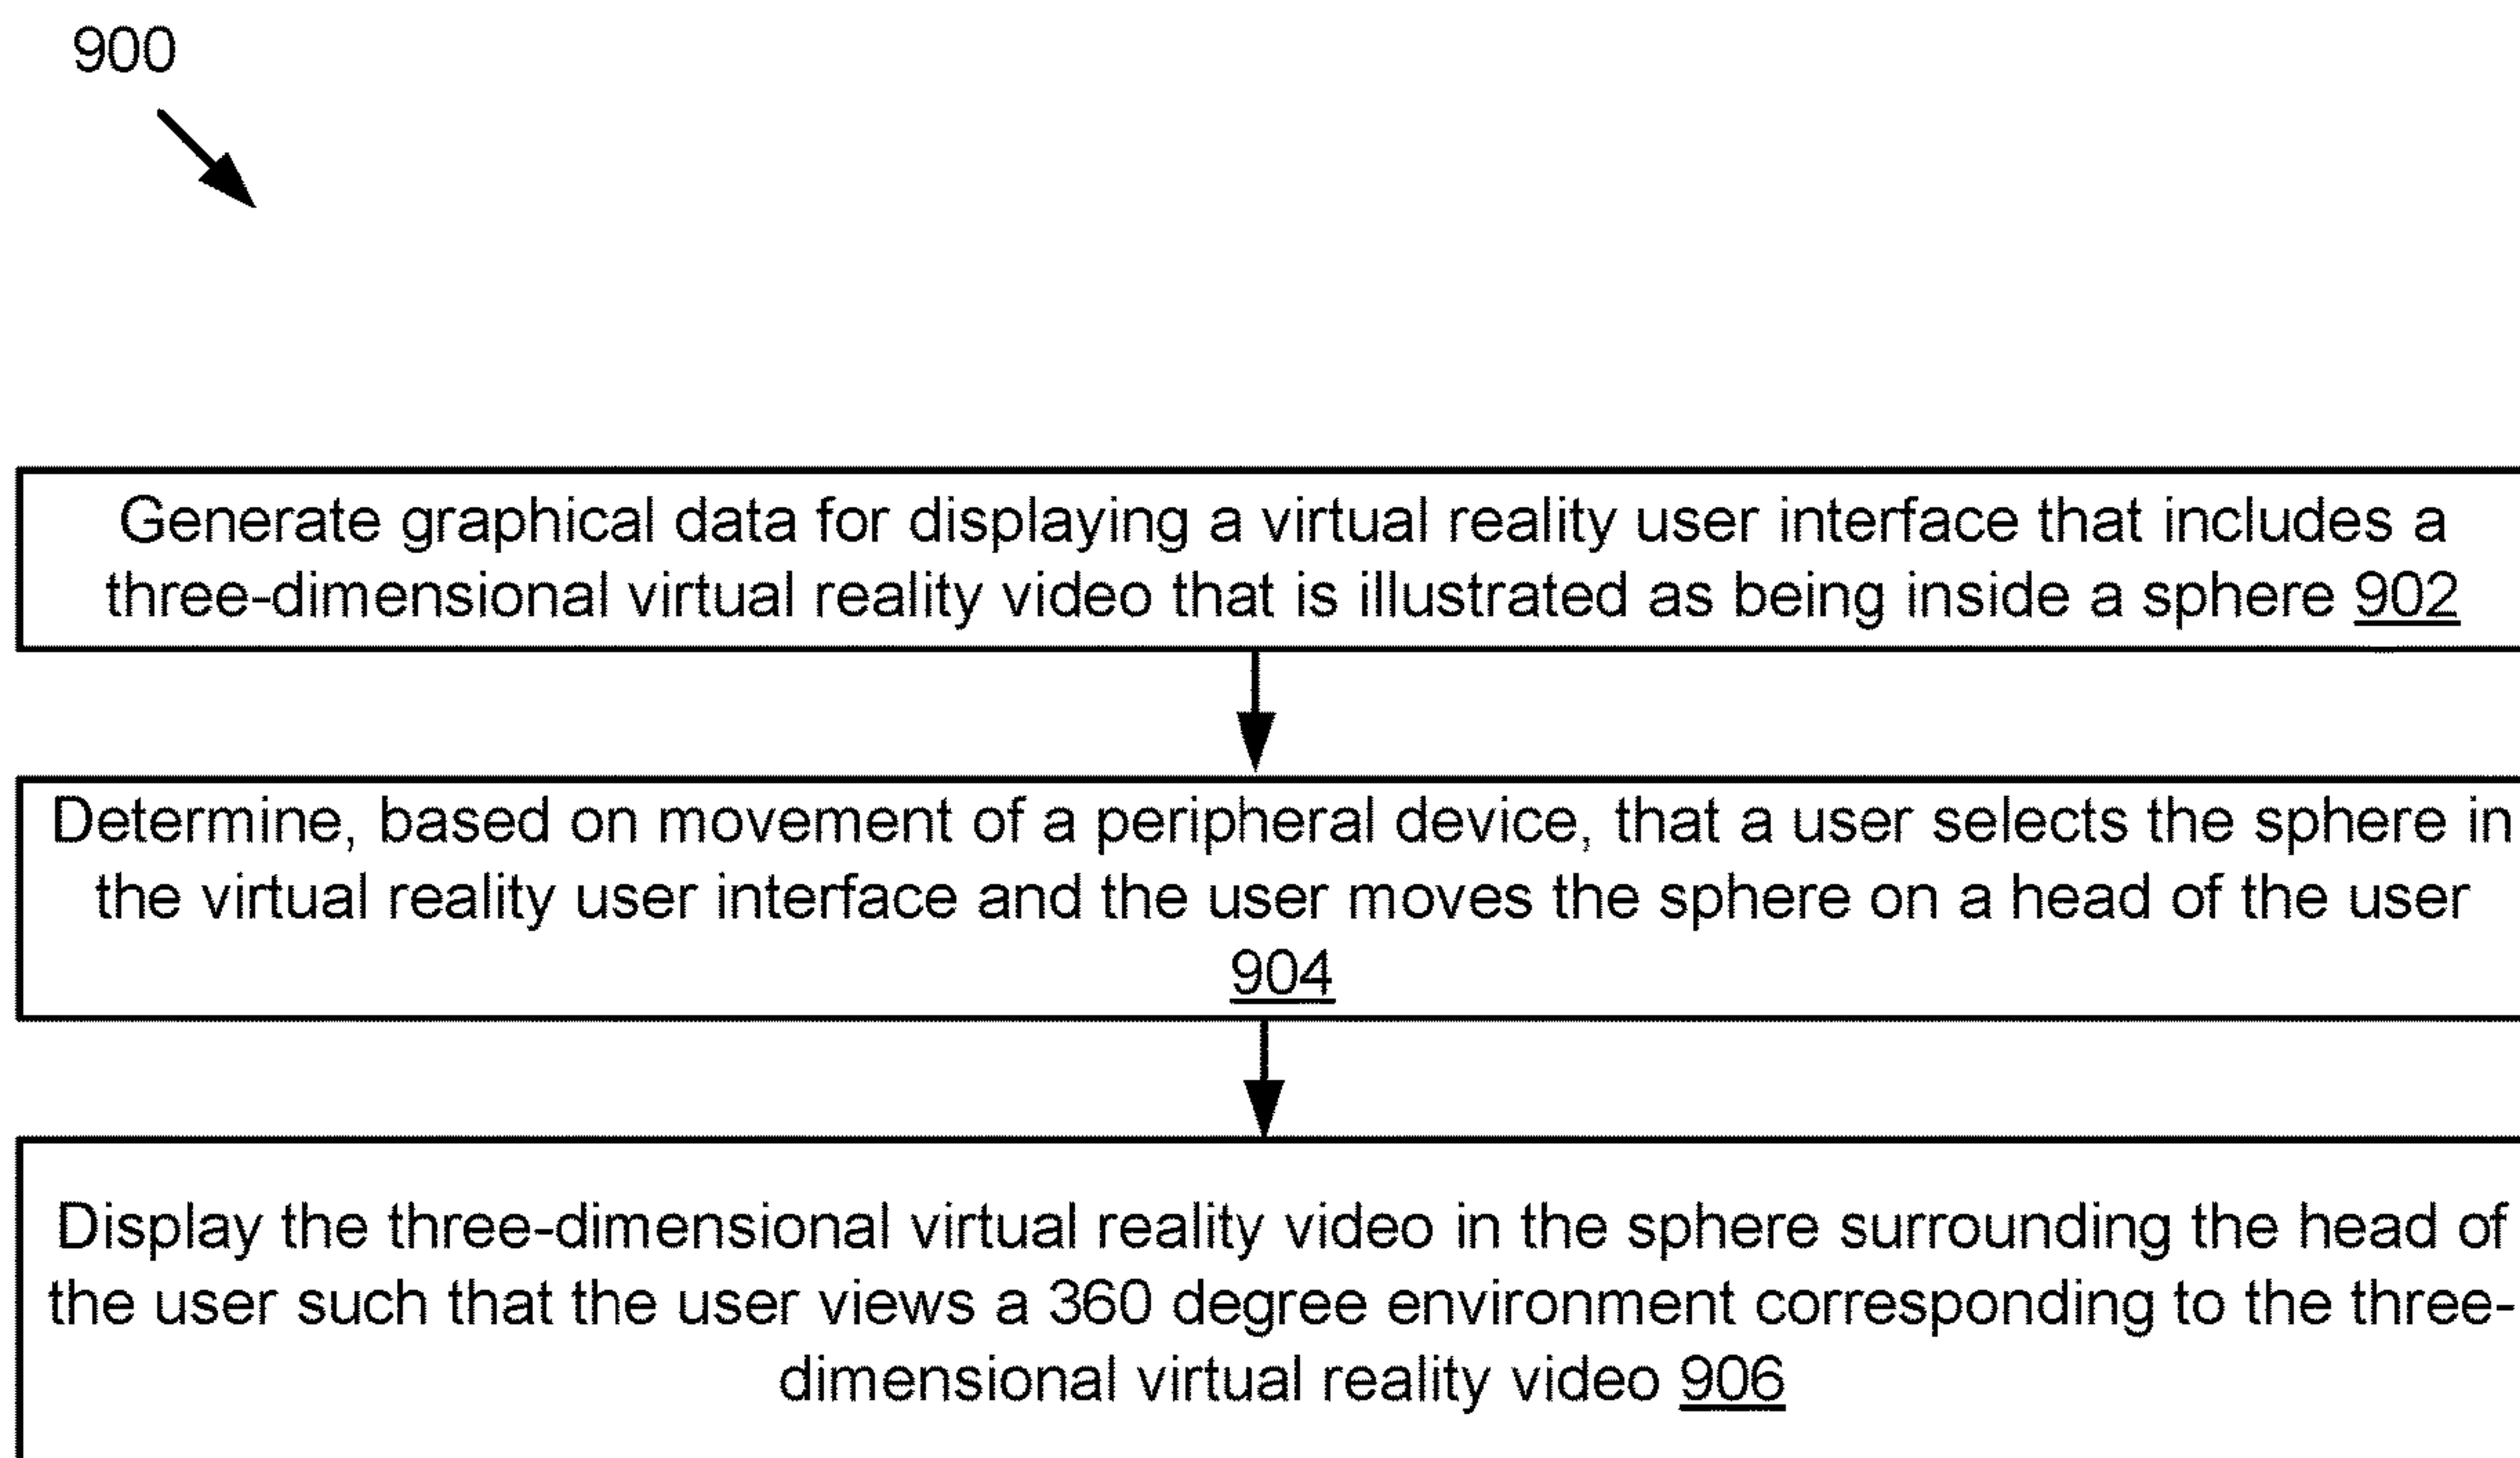 900
Generate graphical data for displaying a virtual reality user interface that includes a
three-dimensional virtual reality video that is illustrated as being inside a sphere 902
Determine, based on movement of a peripheral device, that a user selects the sphere in
the virtual reality user interface and the user moves the sphere on a head of the user
904
Display the three-dimensional virtual reality video in the sphere surrounding the head of
the user such that the user views a 360 degree environment corresponding to the three-
dimensional virtual reality video 906